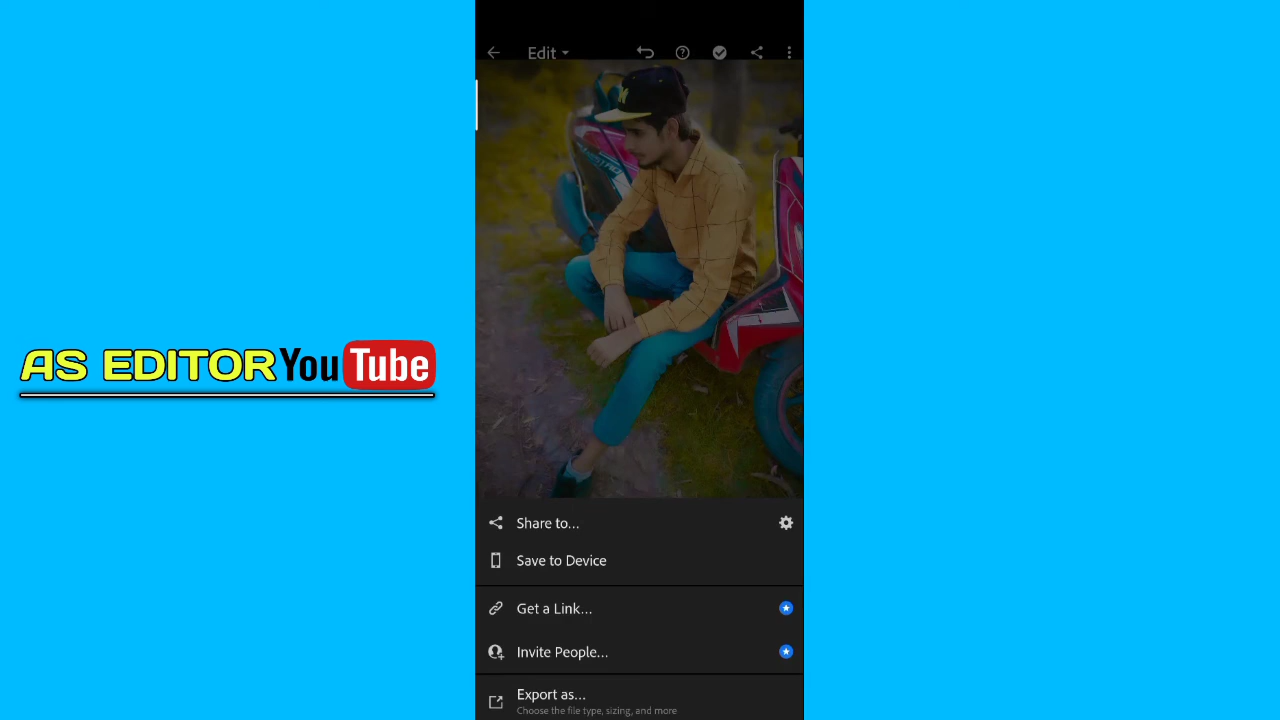 Edit
AS EDITOR YouTube
Share to...
Save to Device
Get a Link...
Invite People...
Export as...
Choose the file type, sizing, and more